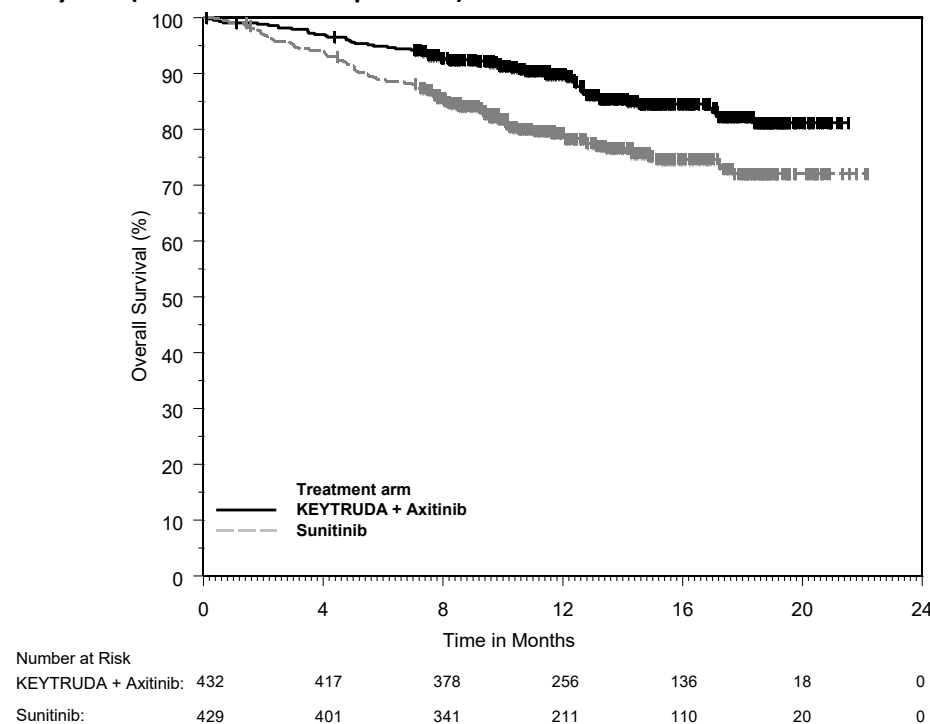 100
90
80
70
60
50
40
30
20
10
0
Overall Survival (%)
Treatment arm
KEYTRUDA + Axitinib
Sunitinib
0 4 8 12 16 20 24
Time in Months
Number at Risk
KEYTRUDA + Axitinib: 432 417 378 256 136 18 0
Sunitinib: 429 401 341 211 110 20 0